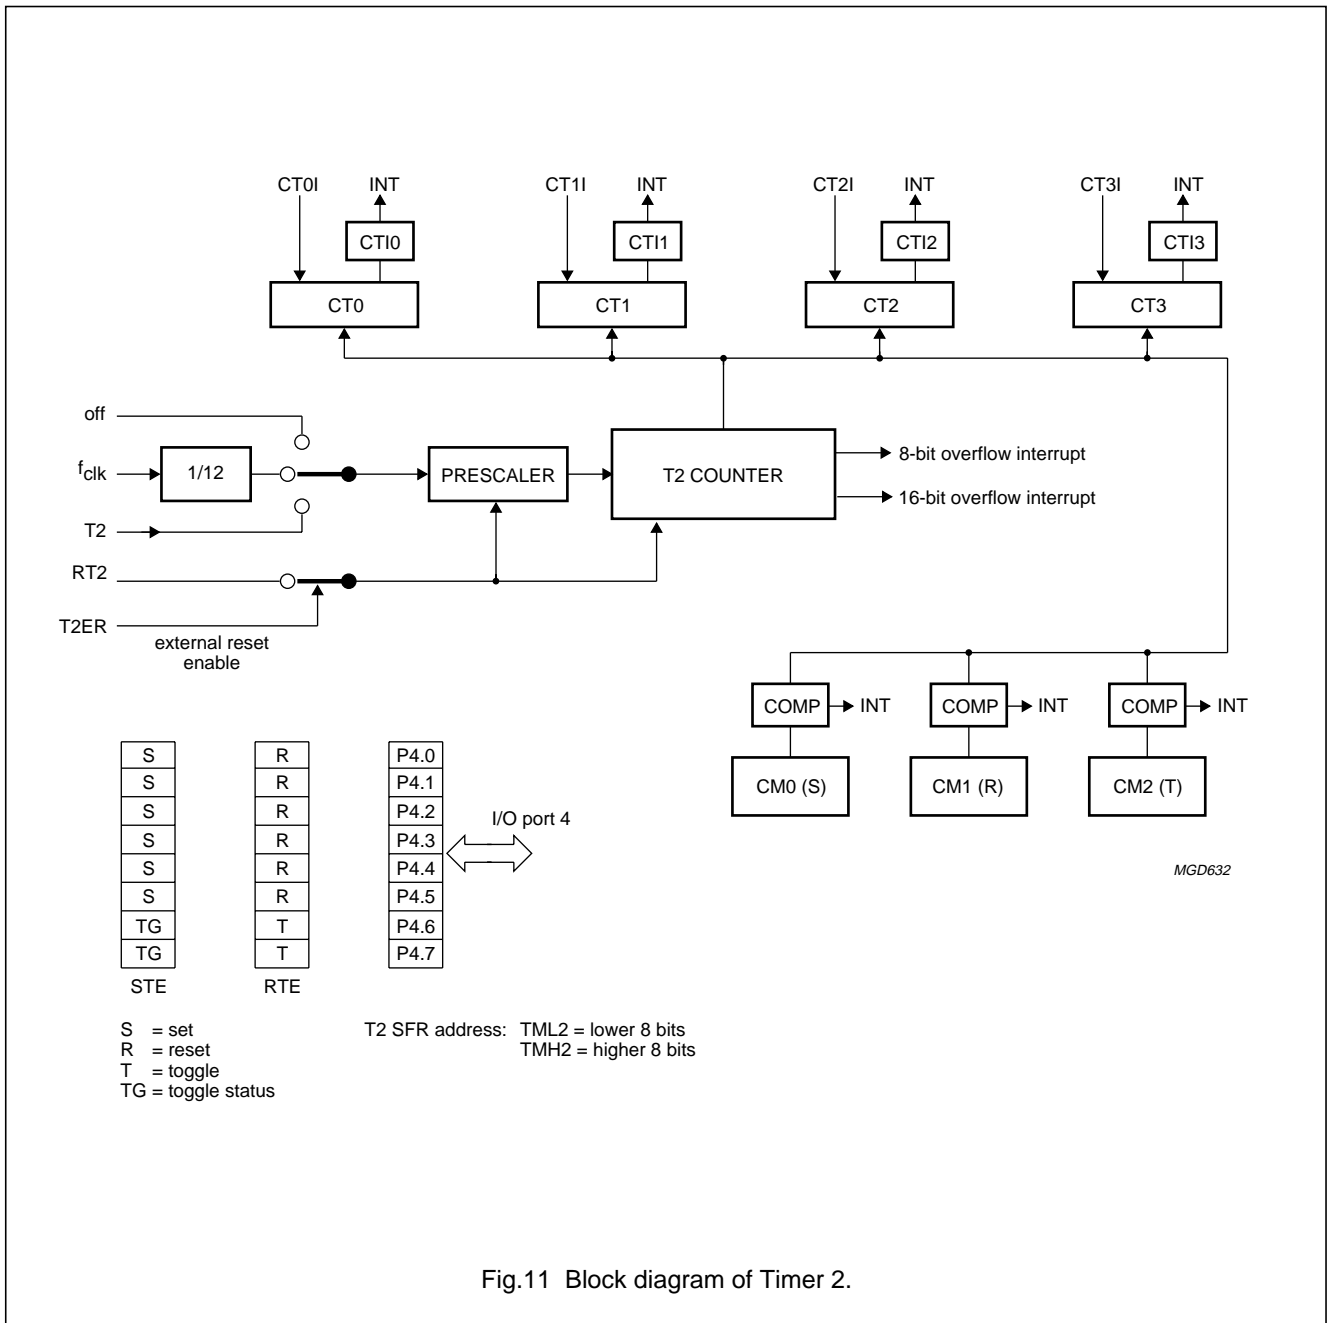 CT0I INT CT1I INT CT2I INT CT3I INT
CTI0 CTI1 CTI2 CTI3
CT0 CT1 CT2 CT3
off
fclk 1/12 PRESCALER T2 COUNTER
8-bit overflow interrupt
16-bit overflow interrupt
T2
RT2
T2ER
external reset
enable
COMP INT COMP INT COMP INT
CM0 (S) CM1 (R) CM2 (T)
S R P4.0
S R P4.1
S R P4.2
S R P4.3
S R P4.4
S R P4.5
TG T P4.6
TG T P4.7
I/O port 4
STE RTE
MGD632
S = set
R = reset
T = toggle
TG = toggle status
T2 SFR address: TML2 = lower 8 bits
TMH2 = higher 8 bits
Fig.11 Block diagram of Timer 2.